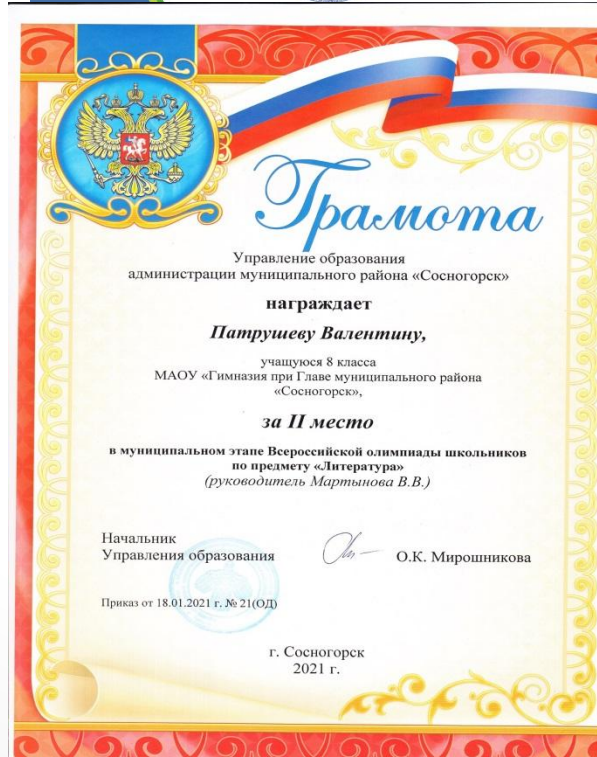 Грамота
Управление образования
администрации муниципального района «Сосногорск»
награждает
Патрушеву Валентину,
учащуюся 8 класса
МАОУ «Гимназия при Главе муниципального района
«Сосногорск»,
за II место
в муниципальном этапе Всероссийской олимпиады школьников
по предмету «Литература»
(руководитель Мартынова В.В.)
Начальник
Управления образования О.К. Мирошникова
Приказ от 18.01.2021 г. № 21(ОД)
г. Сосногорск
2021 г.